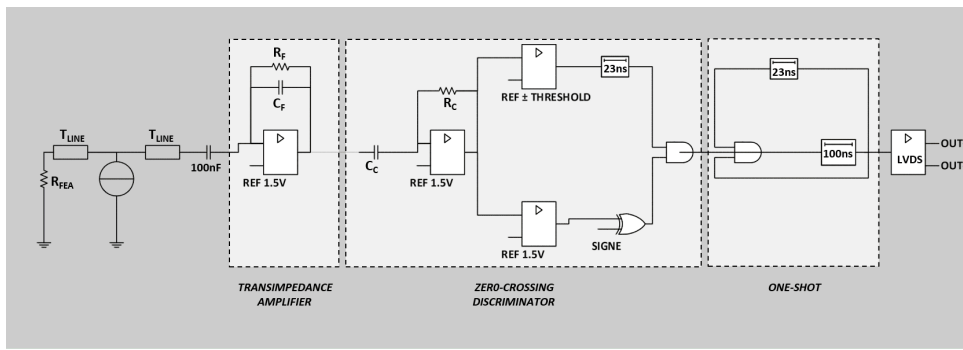 R_F
C_F
T_LINE
T_LINE
R_FEA
100nF
REF 1.5V
C_C
R_C
REF 1.5V
REF ± THRESHOLD
23ns
REF 1.5V
SIGNE
23ns
100ns
LVDS
OUT
OUT
TRANSIMPEDANCE
AMPLIFIER
ZER0-CROSSING
DISCRIMINATOR
ONE-SHOT